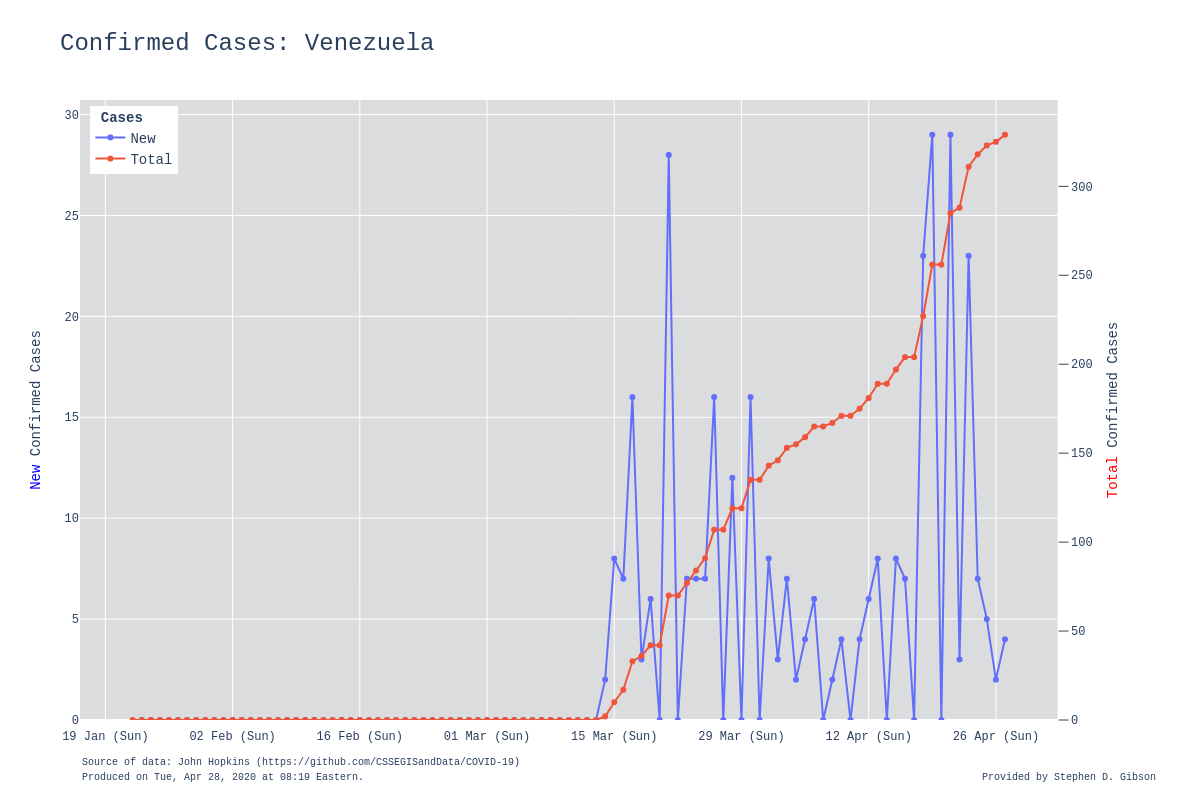 Confirmed Cases: Venezuela
Cases
New
Total
30
25
20
15
10
5
0
300
250
200
150
100
50
0
New Confirmed Cases
Total Confirmed Cases
19 Jan (Sun) 02 Feb (Sun) 16 Feb (Sun) 01 Mar (Sun) 15 Mar (Sun) 29 Mar (Sun) 12 Apr (Sun) 26 Apr (Sun)
Source of data: John Hopkins (https://github.com/CSSEGISandData/COVID-19)
Produced on Tue, Apr 28, 2020 at 08:19 Eastern.
Provided by Stephen D. Gibson